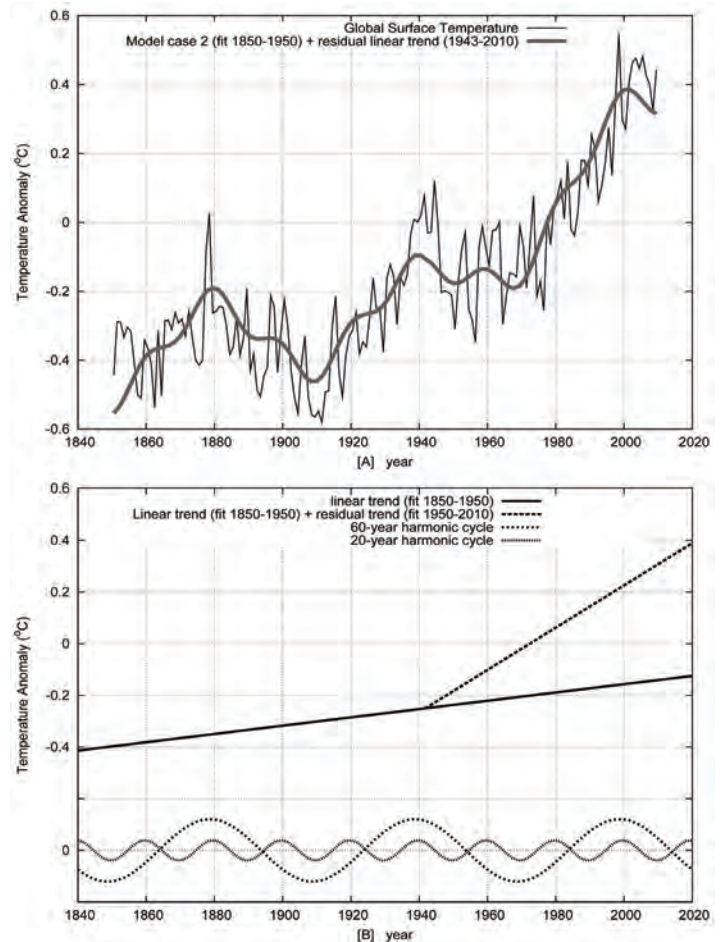 0.6
Global Surface Temperature
Model case 2 (fit 1850-1950) + residual linear trend (1943-2010)
0.4
0.2
Temperature Anomaly (⁰C)
0
-0.2
-0.4
-0.6
1840 1860 1880 1900 1920 1940 1960 1980 2000 2020
[A] year
0.6
linear trend (fit 1850-1950)
Linear trend (fit 1850-1950) + residual trend (fit 1950-2010)
60-year harmonic cycle
20-year harmonic cycle
0.4
0.2
Temperature Anomaly (⁰C)
0
-0.2
-0.4
0
1840 1860 1880 1900 1920 1940 1960 1980 2000 2020
[B] year